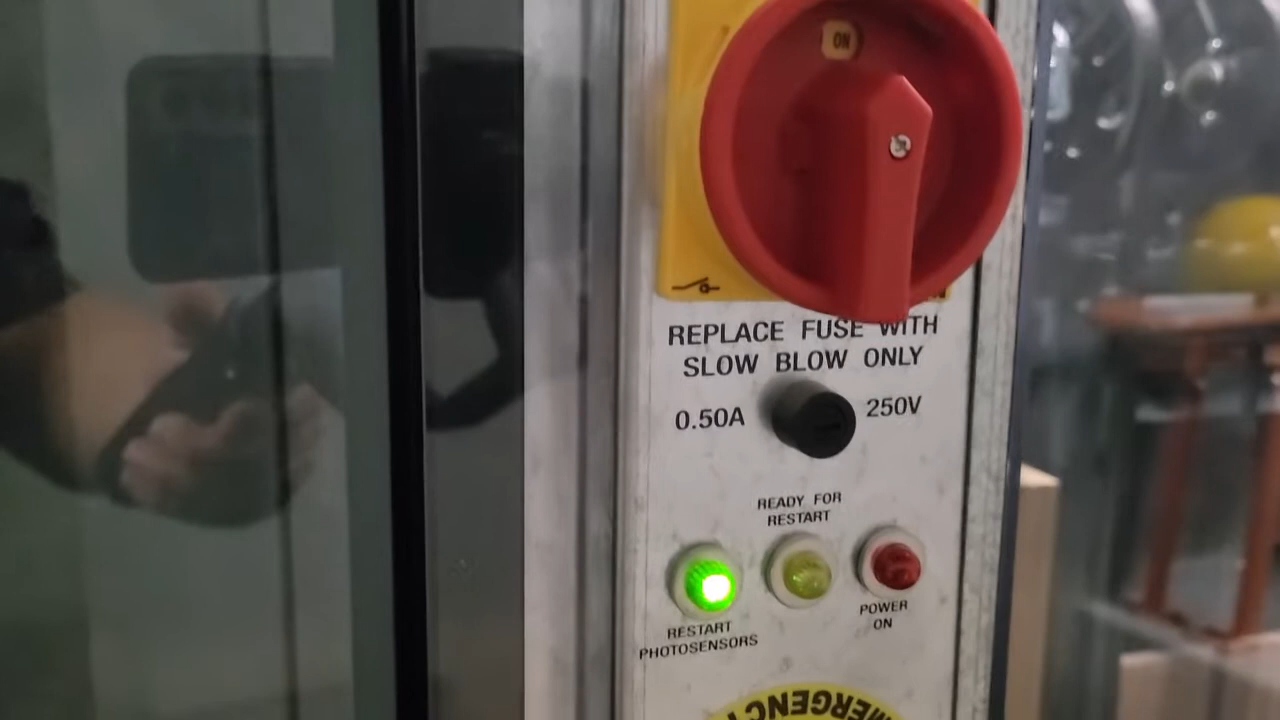 ON
REPLACE FUSE WITH
SLOW BLOW ONLY
0.50A 250V
READY FOR
RESTART
RESTART
PHOTOSENSORS
POWER
ON